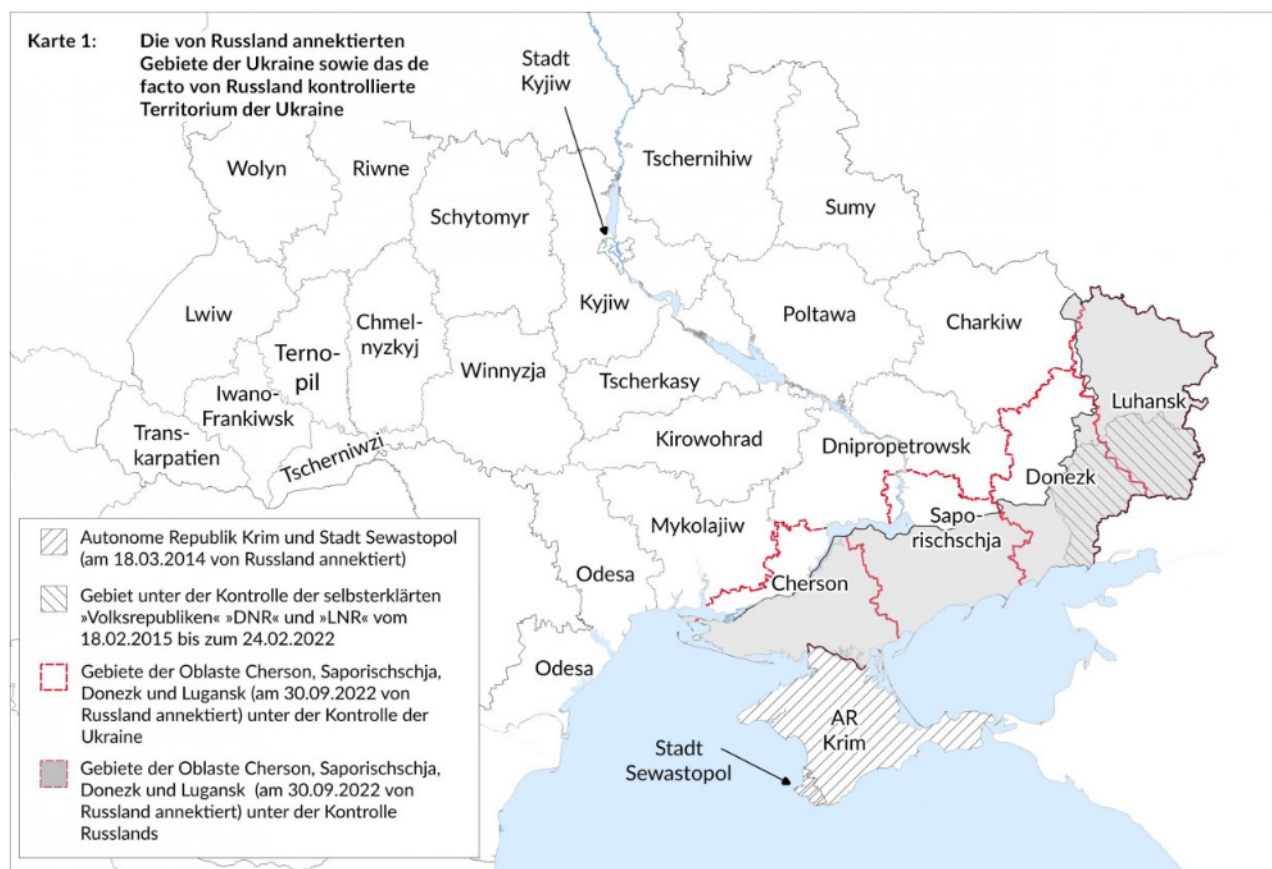 Karte 1: Die von Russland annektierten
Gebiete der Ukraine sowie das de
facto von Russland kontrollierte
Territorium der Ukraine
Stadt
Kyjiw
Wolyn
Riwne
Tschernihiw
Schytomyr
Sumy
Lwiw
Kyjiw
Poltawa
Charkiw
Terno-
pil
Chmel-
nyzkyj
Winnyzja
Tscherkasy
Iwano-
Frankiwsk
Luhansk
Trans-
karpatien
Tscherniwzi
Kirowohrad
Dnipropetrowsk
Donezk
Mykolajiw
Sapo-
rischschja
Odesa
Cherson
Odesa
AR
Krim
Stadt
Sewastopol
Autonome Republik Krim und Stadt Sewastopol
(am 18.03.2014 von Russland annektiert)
Gebiet unter der Kontrolle der selbsterklärten
»Volksrepubliken« »DNR« und »LNR« vom
18.02.2015 bis zum 24.02.2022
Gebiete der Oblaste Cherson, Saporischschja,
Donezk und Lugansk (am 30.09.2022 von
Russland annektiert) unter der Kontrolle der
Ukraine
Gebiete der Oblaste Cherson, Saporischschja,
Donezk und Lugansk (am 30.09.2022 von
Russland annektiert) unter der Kontrolle
Russlands